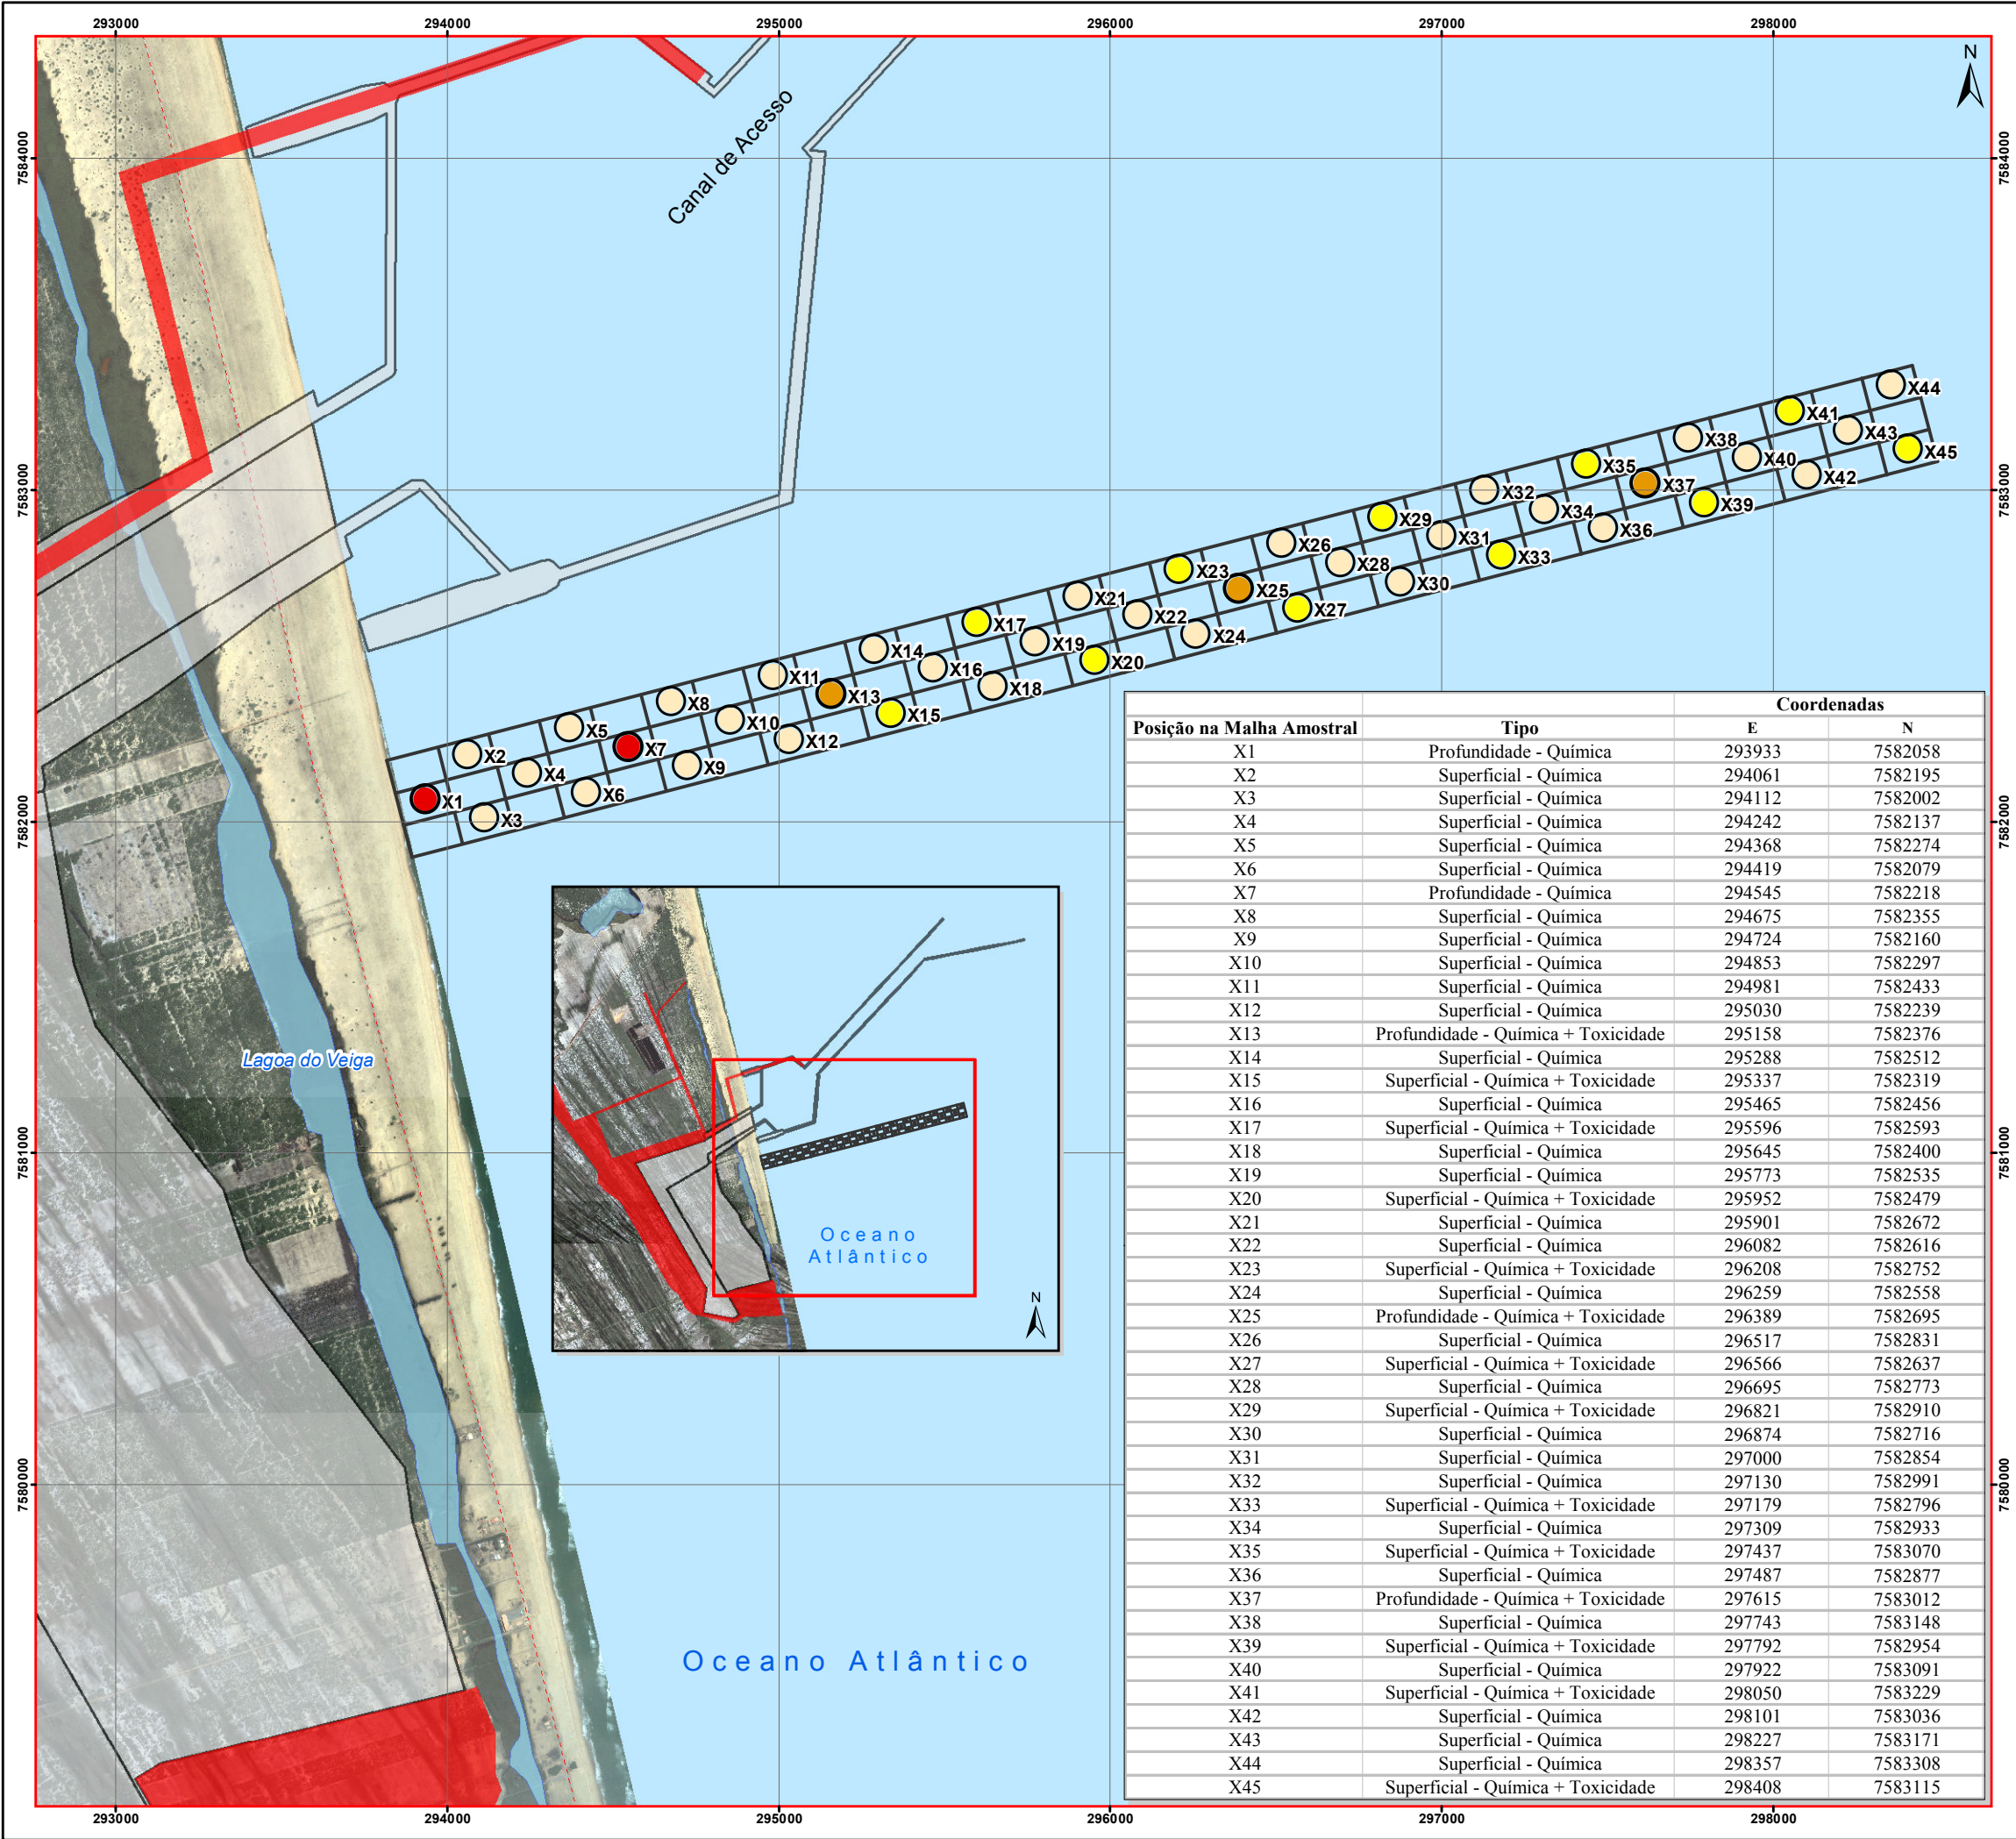 293000 294000 295000 296000 297000 298000
N
7584000 7584000
Canal de Acesso
7583000 7583000
X44
X41
X43
X45
X38
X40
X42
X35
X37
X39
X32
X34
X36
X29
X31
X33
X26
X28
X30
X23
X25
X27
X21
X22
X24
X17
X19
X20
X14
X16
X18
X11
X13
X15
X8
X10
X12
X5
X7
X9
X2
X4
X6
X1
X3
7582000 7582000
Coordenadas
Posição na Malha Amostral Tipo E N
X1 Profundidade - Química 293933 7582058
X2 Superficial - Química 294061 7582195
X3 Superficial - Química 294112 7582002
X4 Superficial - Química 294242 7582137
X5 Superficial - Química 294368 7582274
X6 Superficial - Química 294419 7582079
X7 Profundidade - Química 294545 7582218
X8 Superficial - Química 294675 7582355
X9 Superficial - Química 294724 7582160
X10 Superficial - Química 294853 7582297
X11 Superficial - Química 294981 7582433
X12 Superficial - Química 295030 7582239
X13 Profundidade - Química + Toxicidade 295158 7582376
X14 Superficial - Química 295288 7582512
X15 Superficial - Química + Toxicidade 295337 7582319
X16 Superficial - Química 295465 7582456
X17 Superficial - Química + Toxicidade 295596 7582593
X18 Superficial - Química 295645 7582400
X19 Superficial - Química 295773 7582535
X20 Superficial - Química + Toxicidade 295952 7582479
X21 Superficial - Química 295901 7582672
X22 Superficial - Química 296082 7582616
X23 Superficial - Química + Toxicidade 296208 7582752
X24 Superficial - Química 296259 7582558
X25 Profundidade - Química + Toxicidade 296389 7582695
X26 Superficial - Química 296517 7582831
X27 Superficial - Química + Toxicidade 296566 7582637
X28 Superficial - Química 296695 7582773
X29 Superficial - Química + Toxicidade 296821 7582910
X30 Superficial - Química 296874 7582716
X31 Superficial - Química 297000 7582854
X32 Superficial - Química 297130 7582991
X33 Superficial - Química + Toxicidade 297179 7582796
X34 Superficial - Química 297309 7582933
X35 Superficial - Química + Toxicidade 297437 7583070
X36 Superficial - Química 297487 7582877
X37 Profundidade - Química + Toxicidade 297615 7583012
X38 Superficial - Química 297743 7583148
X39 Superficial - Química + Toxicidade 297792 7582954
X40 Superficial - Química 297922 7583091
X41 Superficial - Química + Toxicidade 298050 7583229
X42 Superficial - Química 298101 7583036
X43 Superficial - Química 298227 7583171
X44 Superficial - Química 298357 7583308
X45 Superficial - Química + Toxicidade 298408 7583115
Lagoa do Veiga
7581000 7581000
Oceano
Atlântico
N
7580000 7580000
Oceano Atlântico
293000 294000 295000 296000 297000 298000